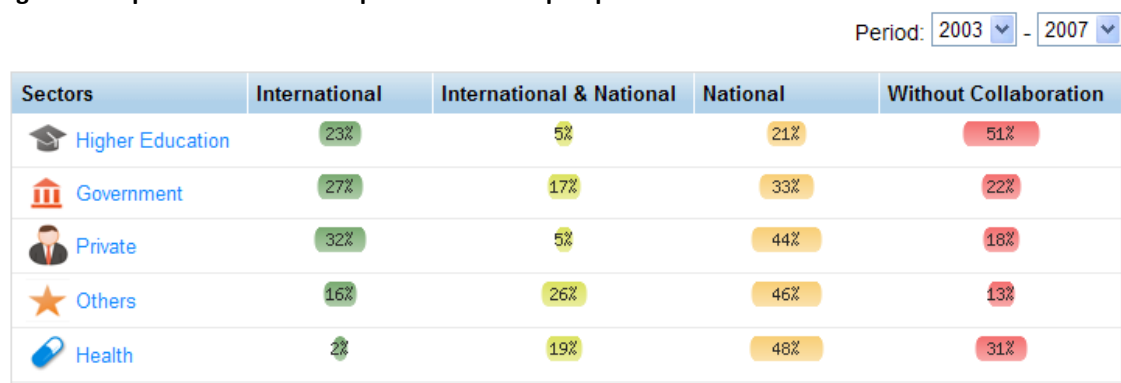 Period: 2003 - 2007
Sectors International International & National National Without Collaboration
Higher Education 23% 5% 21% 51%
Government 27% 17% 33% 22%
Private 32% 5% 44% 18%
Others 16% 26% 46% 13%
Health 2% 19% 48% 31%